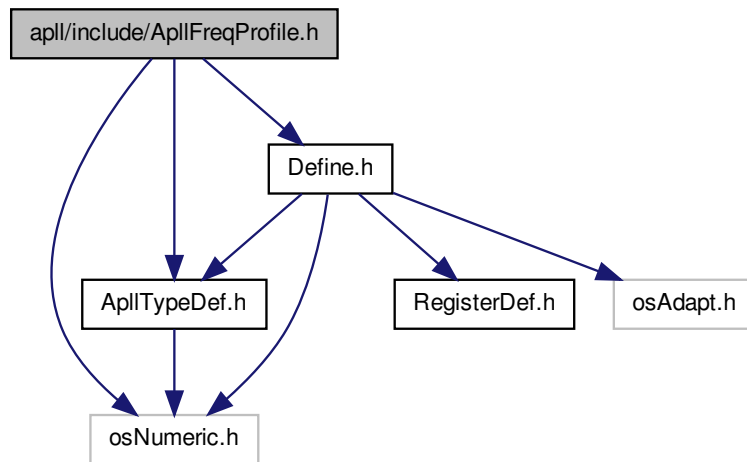 apll/include/ApllFreqProfile.h
Define.h
ApllTypeDef.h
RegisterDef.h
osAdapt.h
osNumeric.h